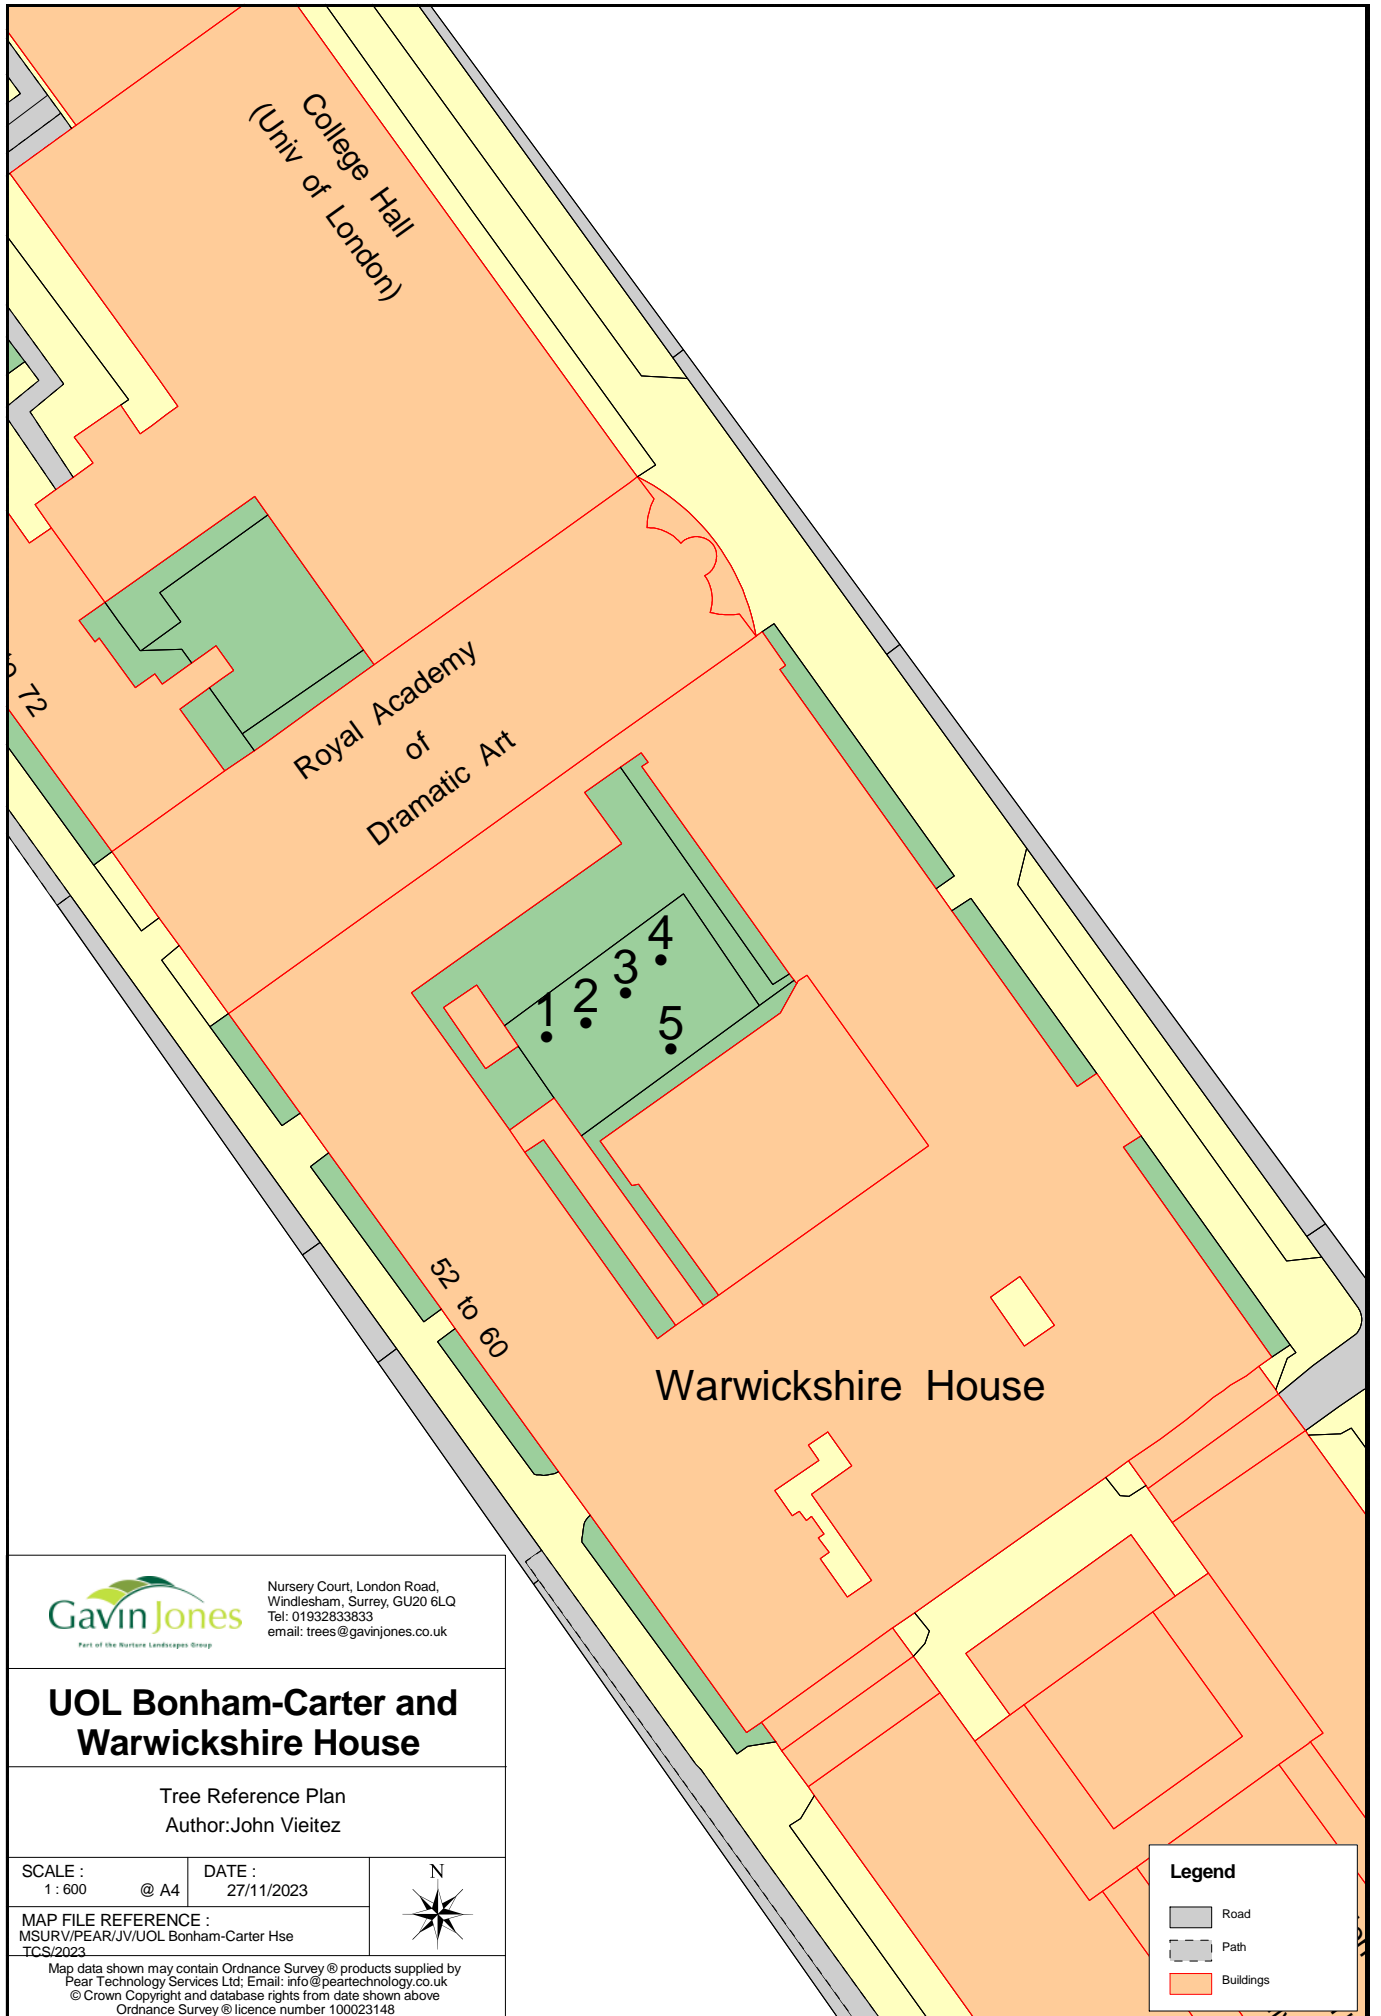 College Hall
(Univ of London)
72
Royal Academy
of
Dramatic Art
4
3
2
1
5
52 to 60
Warwickshire House
Gavin Jones
Part of the Nurture Landscapes Group
Nursery Court, London Road,
Windlesham, Surrey, GU20 6LQ
Tel: 01932833833
email: trees@gavinjones.co.uk
UOL Bonham-Carter and
Warwickshire House
Tree Reference Plan
Author:John Vieitez
SCALE :
1 : 600 @ A4
DATE :
27/11/2023
N
MAP FILE REFERENCE :
MSURV/PEAR/JV/UOL Bonham-Carter Hse
TCS/2023
Map data shown may contain Ordnance Survey ® products supplied by
Pear Technology Services Ltd; Email: info@peartechnology.co.uk
© Crown Copyright and database rights from date shown above
Ordnance Survey ® licence number 100023148
Legend
Road
Path
Buildings